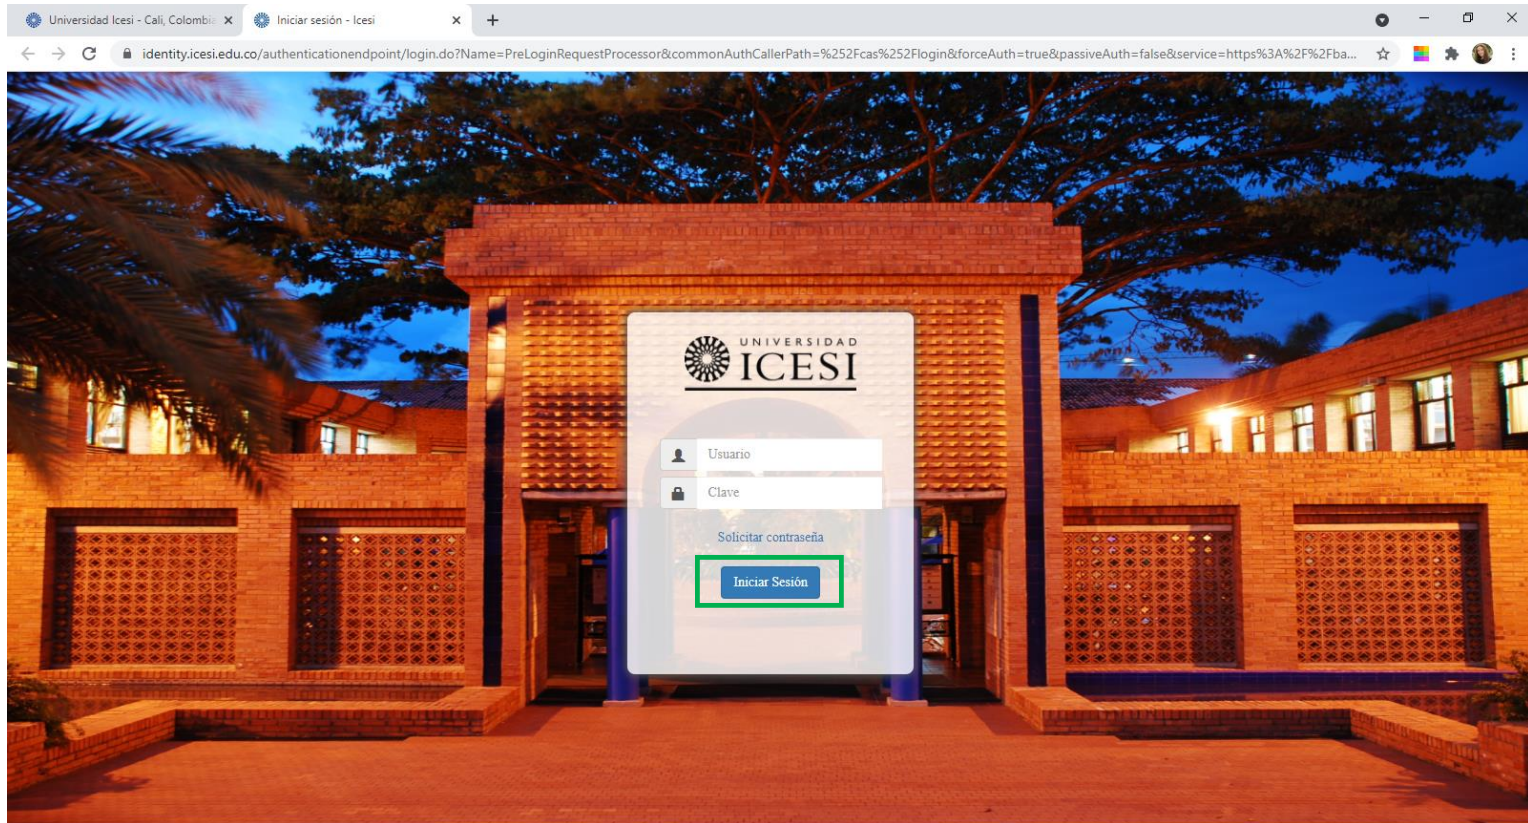 Universidad Icesi - Cali, Colombia
Iniciar sesión - Icesi
identity.icesi.edu.co/authenticationendpoint/login.do?Name=PreLoginRequestProcessor&commonAuthCallerPath=%252Fcas%252Flogin&forceAuth=true&passiveAuth=false&service=https%3A%2F%2Fba...
UNIVERSIDAD
ICESI
Usuario
Clave
Solicitar contraseña
Iniciar Sesión